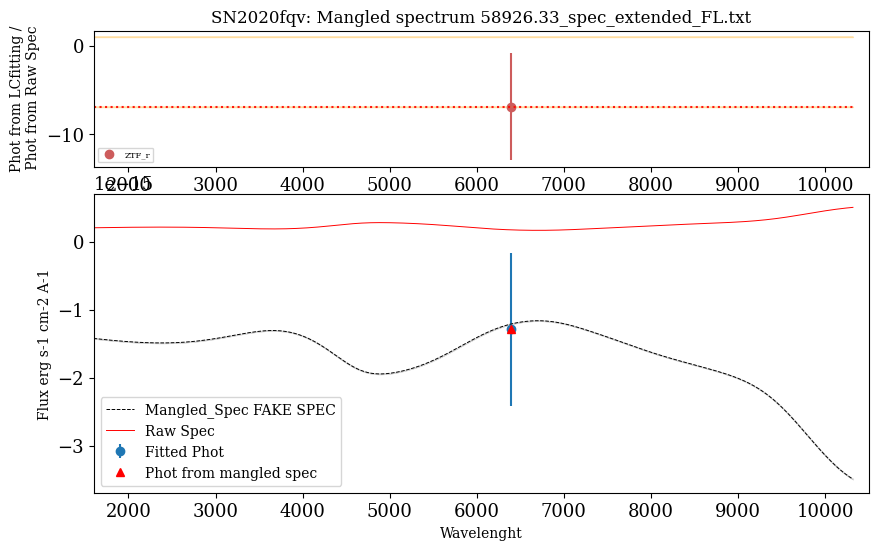 SN2020fqv: Mangled spectrum 58926.33_spec_extended_FL.txt
Phot from LCfitting /
Phot from Raw Spec
0
−10
ZTF_r
2000 3000 4000 5000 6000 7000 8000 9000 10000
Flux erg s-1 cm-2 A-1
0
−1
−2
−3
Mangled_Spec FAKE SPEC
Raw Spec
Fitted Phot
Phot from mangled spec
2000 3000 4000 5000 6000 7000 8000 9000 10000
Wavelenght